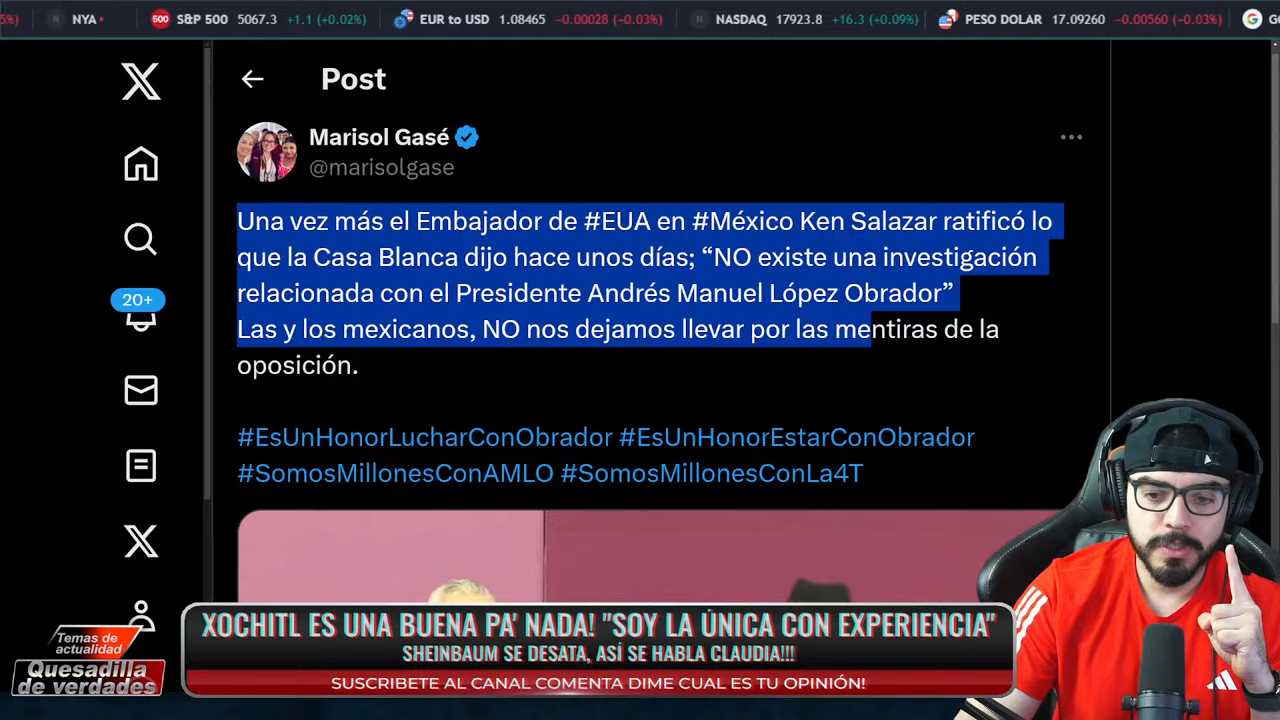 5%)
NYA
500
S&P 500 5067.3 +1.1 (+0.02%)
EUR to USD 1.08465 −0.00028 (−0.03%)
N NASDAQ 17923.8 +16.3 (+0.09%)
PESO DOLAR 17.09260 −0.00560 (−0.03%)
G
Post
Marisol Gasé
@marisolgase
Una vez más el Embajador de #EUA en #México Ken Salazar ratificó lo
que la Casa Blanca dijo hace unos días; “NO existe una investigación
relacionada con el Presidente Andrés Manuel López Obrador”
Las y los mexicanos, NO nos dejamos llevar por las mentiras de la
oposición.
#EsUnHonorLucharConObrador #EsUnHonorEstarConObrador
#SomosMillonesConAMLO #SomosMillonesConLa4T
20+
XOCHITL ES UNA BUENA PA' NADA! "SOY LA ÚNICA CON EXPERIENCIA"
SHEINBAUM SE DESATA, ASÍ SE HABLA CLAUDIA!!!
SUSCRIBETE AL CANAL COMENTA DIME CUAL ES TU OPINIÓN!
Temas de
actualidad
Quesadilla
de verdades